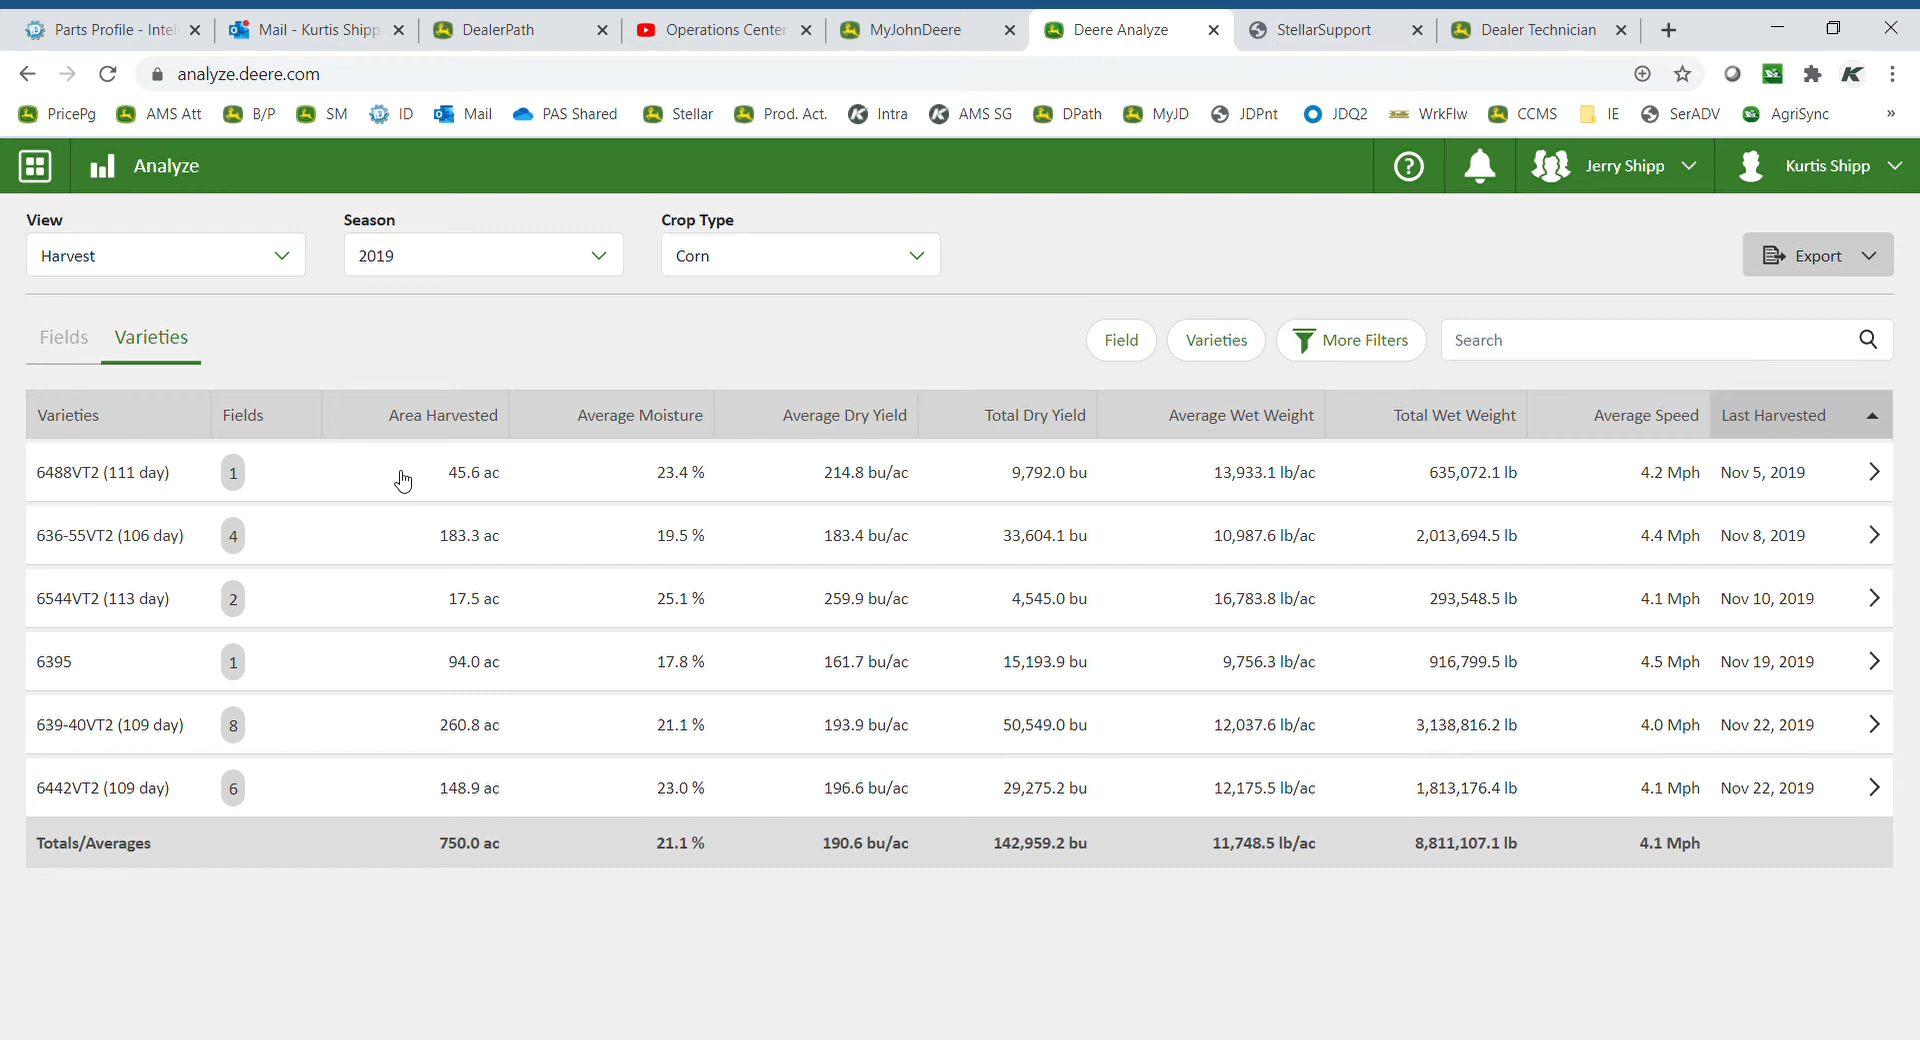 Parts Profile - Intel Mail - Kurtis Shipp DealerPath Operations Center MyJohnDeere Deere Analyze StellarSupport Dealer Technician
analyze.deere.com
PricePg AMS Att B/P SM ID Mail PAS Shared Stellar Prod. Act. Intra AMS SG DPath MyJD JDPnt JDQ2 WrkFlw CCMS IE SerADV AgriSync »
Analyze ? Jerry Shipp Kurtis Shipp
View Season Crop Type
Harvest 2019 Corn Export
Fields Varieties Field Varieties More Filters Search
Varieties Fields Area Harvested Average Moisture Average Dry Yield Total Dry Yield Average Wet Weight Total Wet Weight Average Speed Last Harvested
6488VT2 (111 day) 1 45.6 ac 23.4 % 214.8 bu/ac 9,792.0 bu 13,933.1 lb/ac 635,072.1 lb 4.2 Mph Nov 5, 2019
636-55VT2 (106 day) 4 183.3 ac 19.5 % 183.4 bu/ac 33,604.1 bu 10,987.6 lb/ac 2,013,694.5 lb 4.4 Mph Nov 8, 2019
6544VT2 (113 day) 2 17.5 ac 25.1 % 259.9 bu/ac 4,545.0 bu 16,783.8 lb/ac 293,548.5 lb 4.1 Mph Nov 10, 2019
6395 1 94.0 ac 17.8 % 161.7 bu/ac 15,193.9 bu 9,756.3 lb/ac 916,799.5 lb 4.5 Mph Nov 19, 2019
639-40VT2 (109 day) 8 260.8 ac 21.1 % 193.9 bu/ac 50,549.0 bu 12,037.6 lb/ac 3,138,816.2 lb 4.0 Mph Nov 22, 2019
6442VT2 (109 day) 6 148.9 ac 23.0 % 196.6 bu/ac 29,275.2 bu 12,175.5 lb/ac 1,813,176.4 lb 4.1 Mph Nov 22, 2019
Totals/Averages 750.0 ac 21.1 % 190.6 bu/ac 142,959.2 bu 11,748.5 lb/ac 8,811,107.1 lb 4.1 Mph